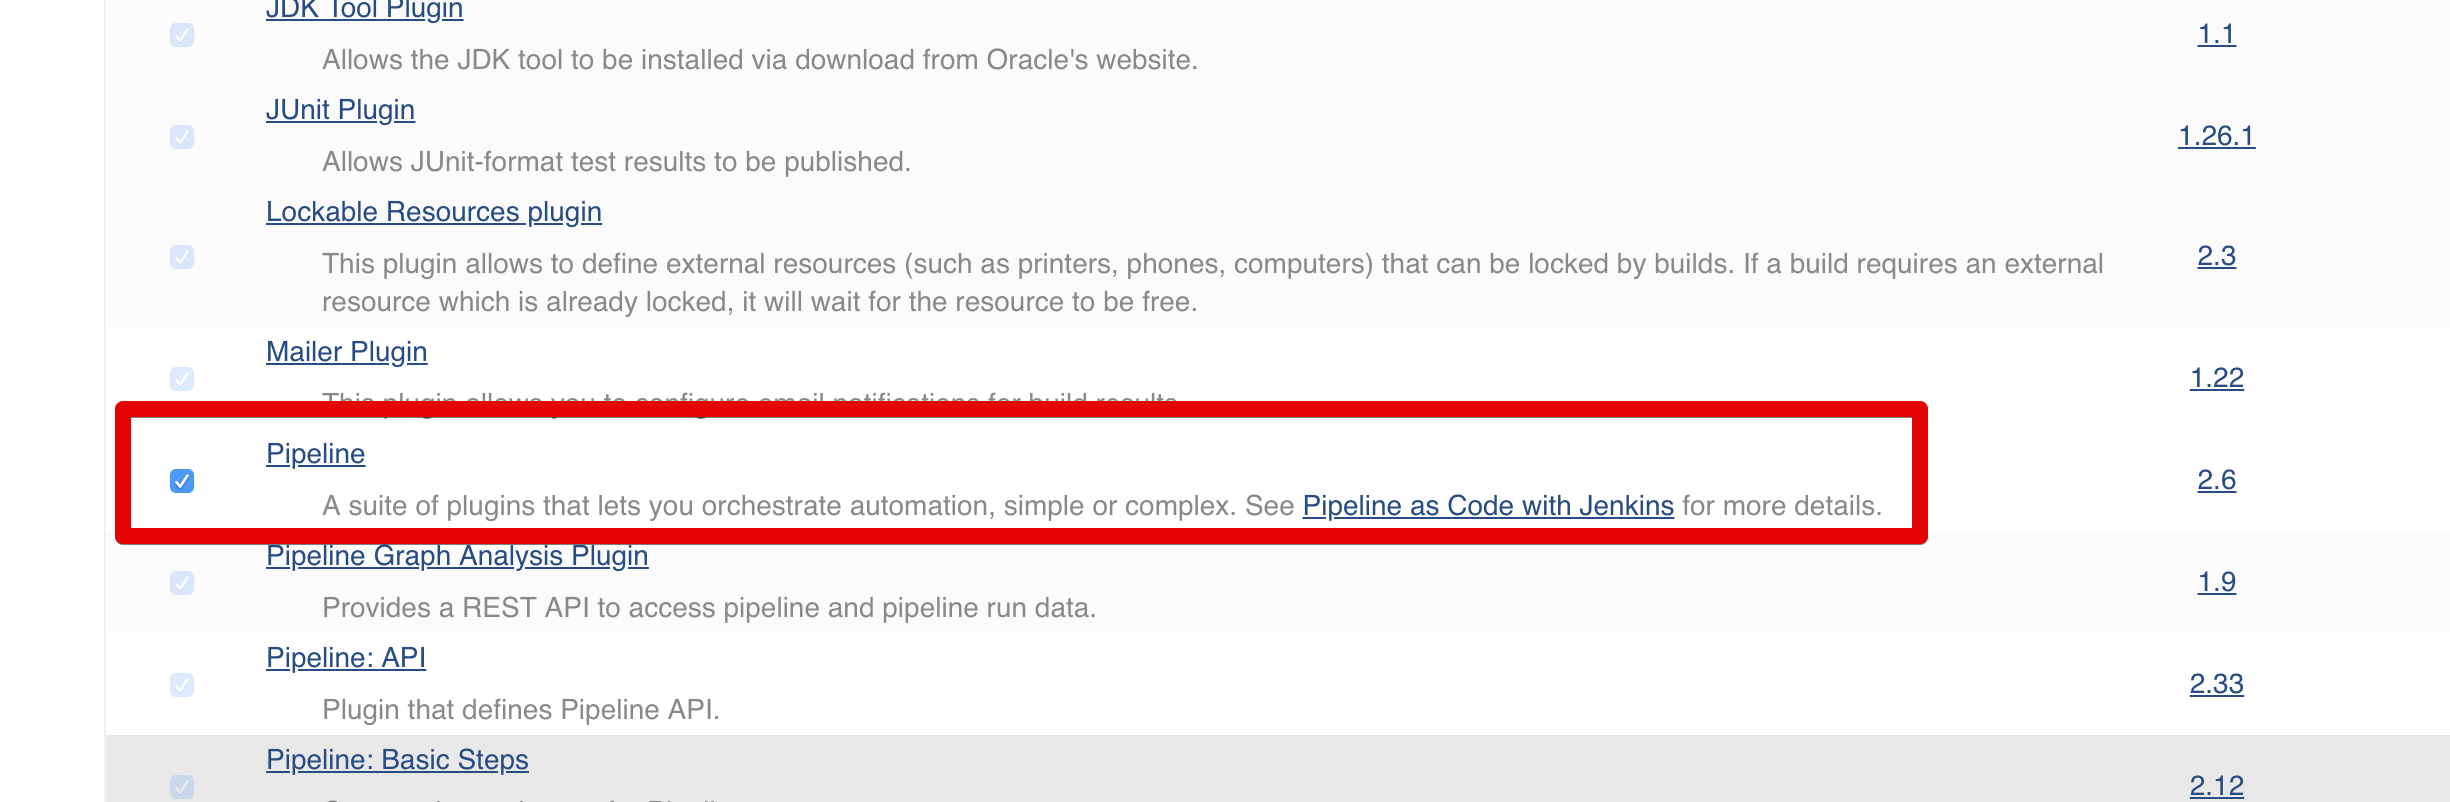 JDK Tool Plugin
1.1
Allows the JDK tool to be installed via download from Oracle's website.
JUnit Plugin
1.26.1
Allows JUnit-format test results to be published.
Lockable Resources plugin
This plugin allows to define external resources (such as printers, phones, computers) that can be locked by builds. If a build requires an external
2.3
resource which is already locked, it will wait for the resource to be free.
Mailer Plugin
1.22
This plugin allows you to configure email notifications for build results.
Pipeline
2.6
A suite of plugins that lets you orchestrate automation, simple or complex. See Pipeline as Code with Jenkins for more details.
Pipeline Graph Analysis Plugin
1.9
Provides a REST API to access pipeline and pipeline run data.
Pipeline: API
2.33
Plugin that defines Pipeline API.
Pipeline: Basic Steps
2.12